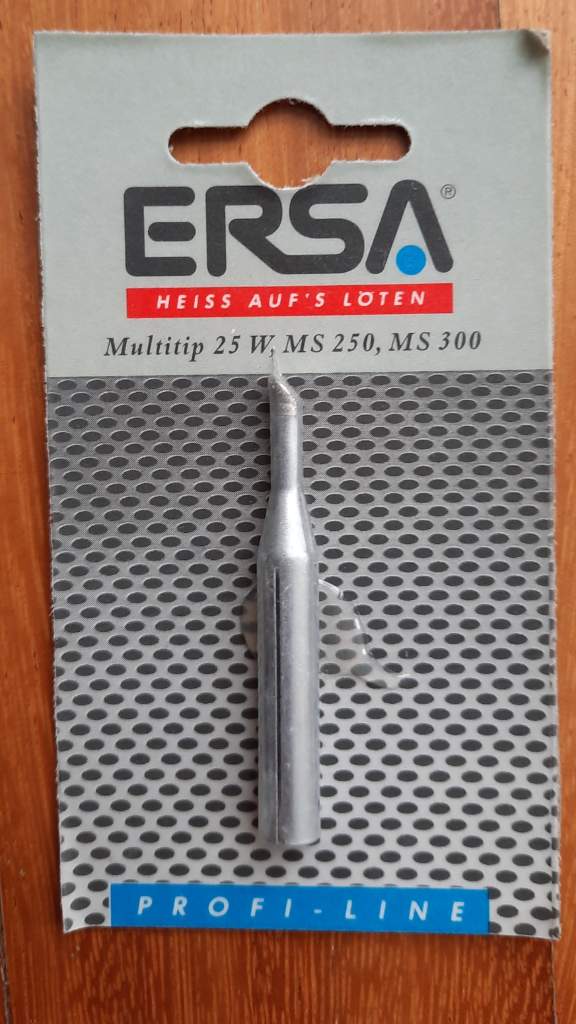 ERSA®
HEISS AUF'S LÖTEN
Multitip 25 W, MS 250, MS 300
PROFI-LINE